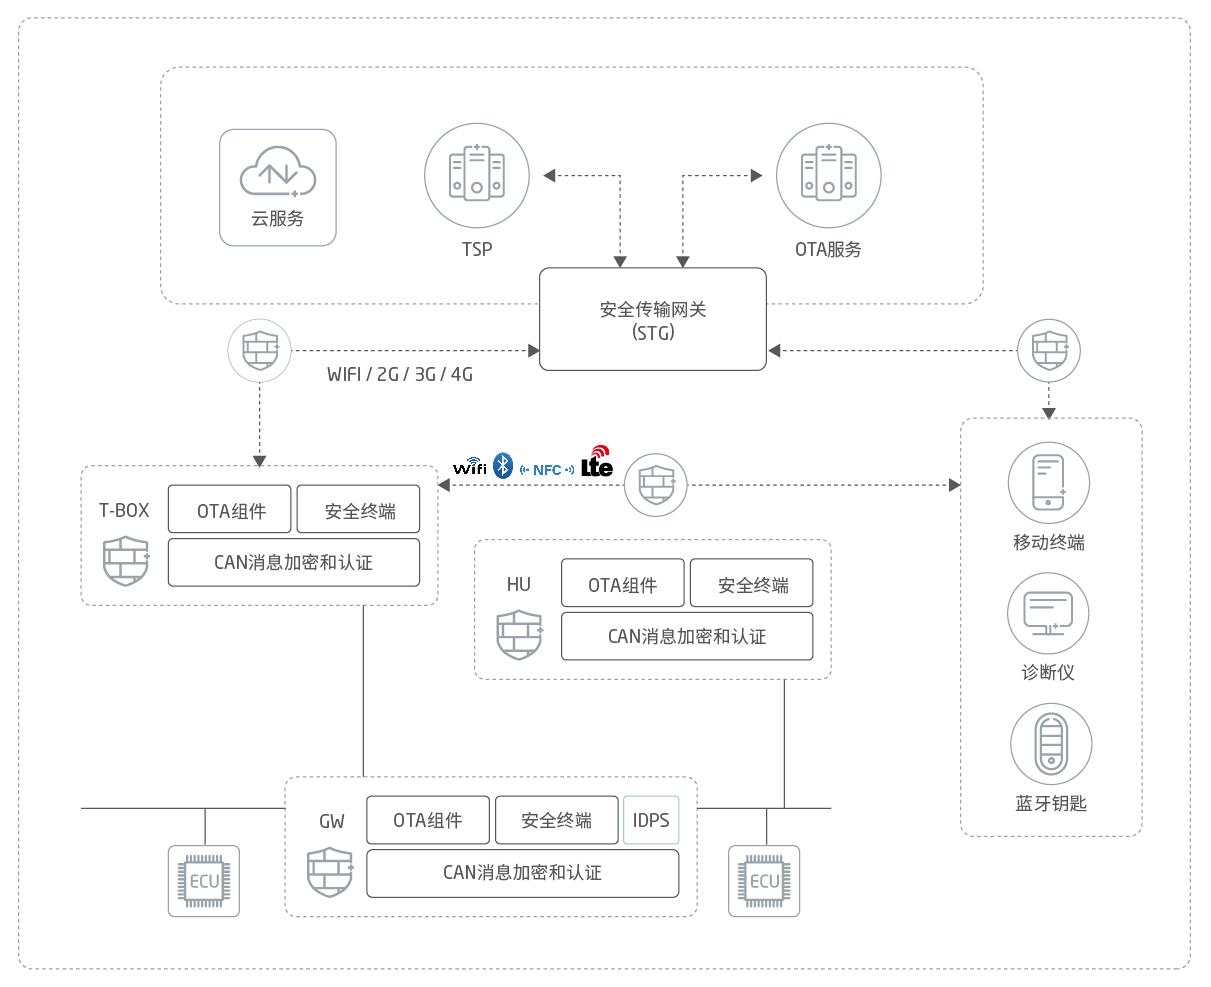 云服务
TSP
OTA服务
安全传输网关
(STG)
WIFI / 2G / 3G / 4G
Wifi
NFC
Lte
T-BOX
OTA组件
安全终端
CAN消息加密和认证
HU
OTA组件
安全终端
CAN消息加密和认证
移动终端
诊断仪
蓝牙钥匙
GW
OTA组件
安全终端
IDPS
CAN消息加密和认证
ECU
ECU